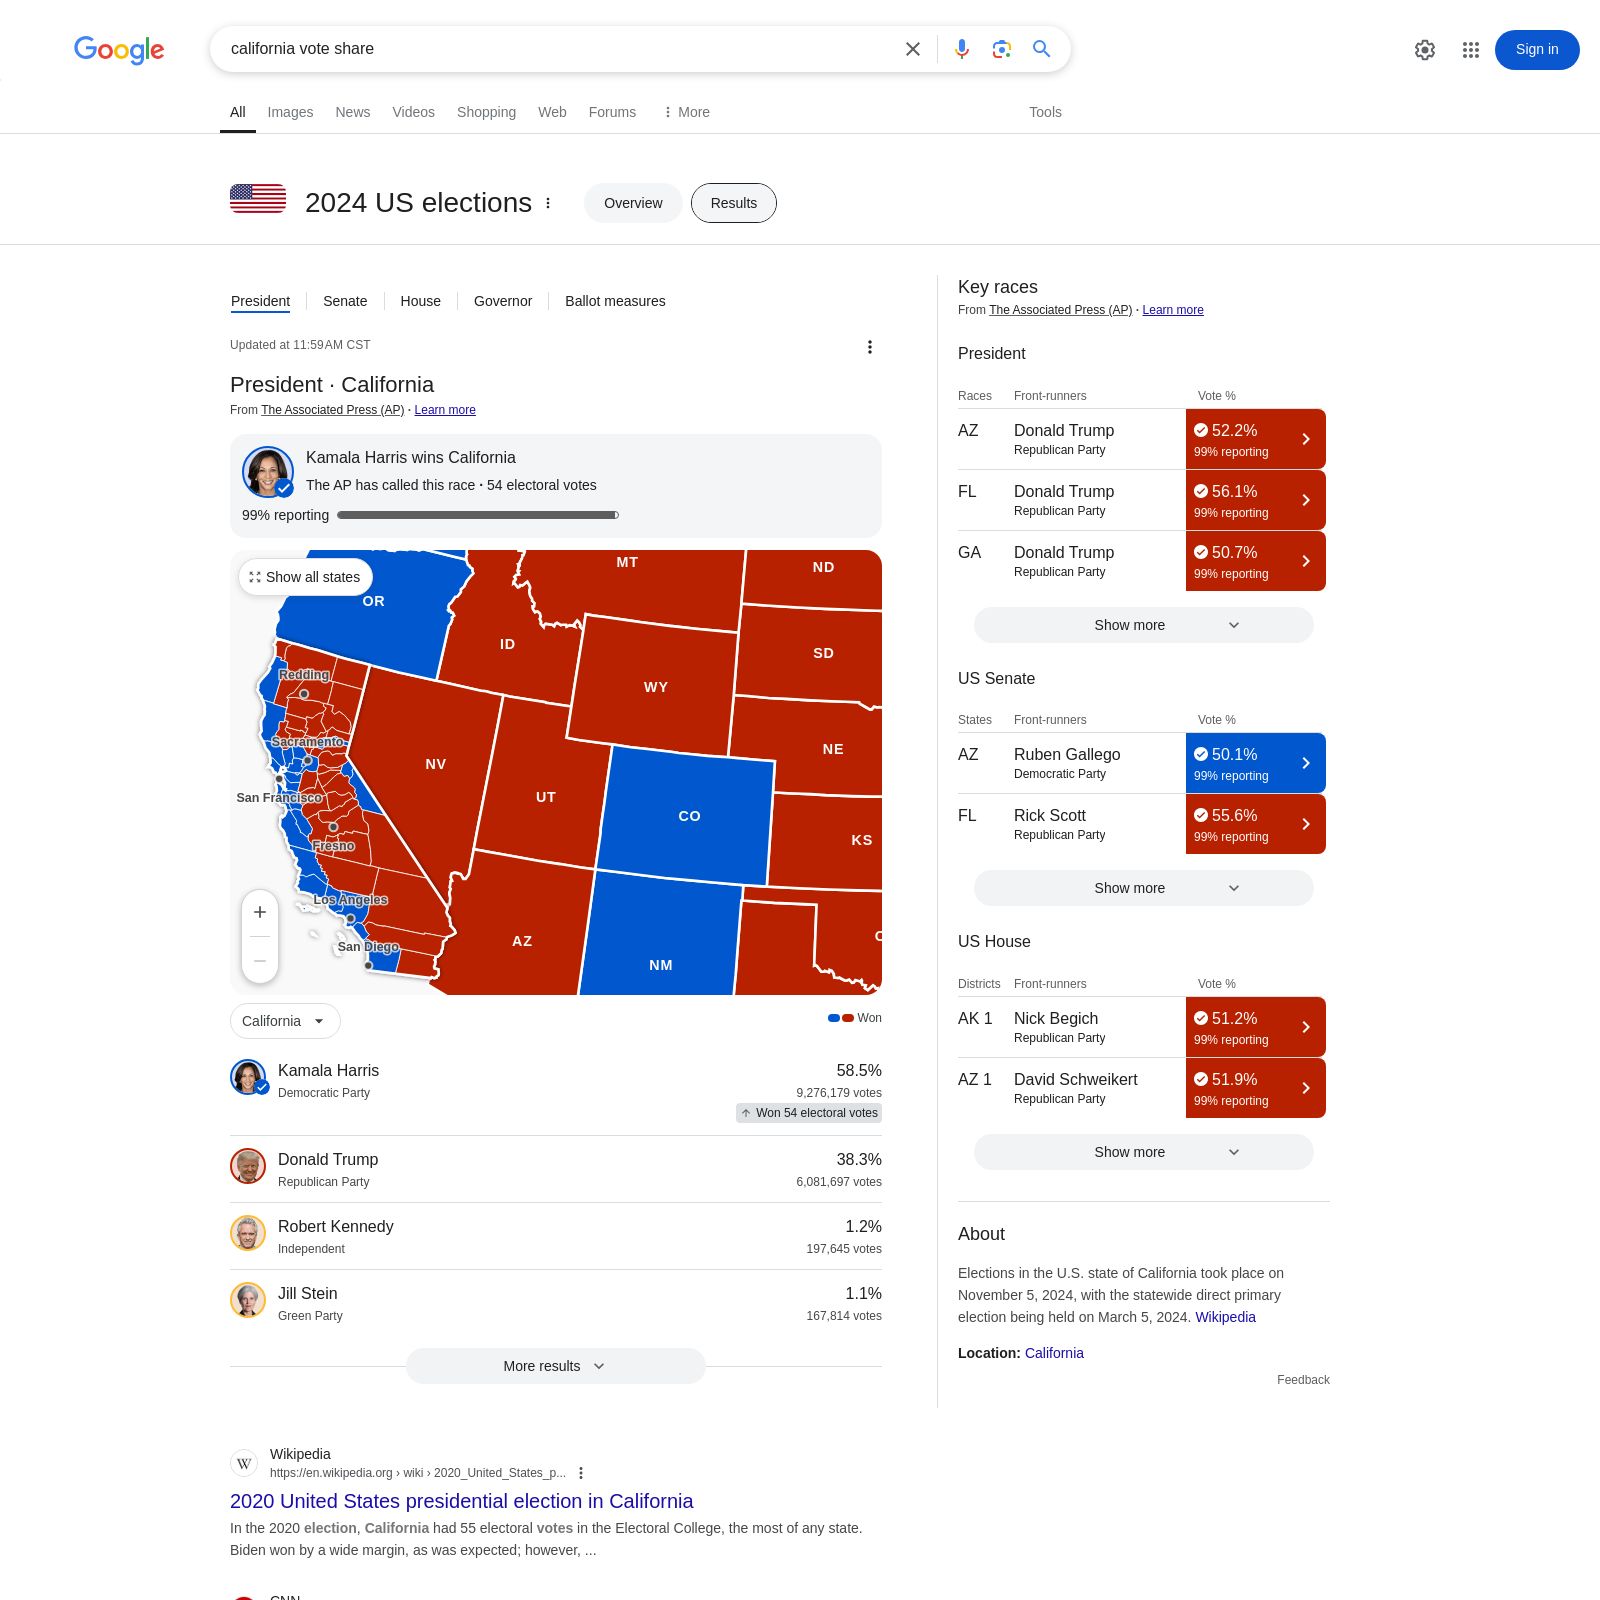 Google
california vote share
Sign in
All
Images
News
Videos
Shopping
Web
Forums
More
Tools
2024 US elections
Overview
Results
President
Senate
House
Governor
Ballot measures
Updated at 11:59 AM CST
President · California
From The Associated Press (AP) · Learn more
Kamala Harris wins California
The AP has called this race · 54 electoral votes
99% reporting
Show all states
OR
MT
ND
ID
SD
WY
Redding
NE
Sacramento
NV
UT
San Francisco
CO
KS
Fresno
Los Angeles
AZ
San Diego
NM
California
Won
Kamala Harris
58.5%
Democratic Party
9,276,179 votes
Won 54 electoral votes
Donald Trump
38.3%
Republican Party
6,081,697 votes
Robert Kennedy
1.2%
Independent
197,645 votes
Jill Stein
1.1%
Green Party
167,814 votes
More results
Key races
From The Associated Press (AP) · Learn more
President
Races Front-runners Vote %
AZ Donald Trump 52.2%
Republican Party 99% reporting
FL Donald Trump 56.1%
Republican Party 99% reporting
GA Donald Trump 50.7%
Republican Party 99% reporting
Show more
US Senate
States Front-runners Vote %
AZ Ruben Gallego 50.1%
Democratic Party 99% reporting
FL Rick Scott 55.6%
Republican Party 99% reporting
Show more
US House
Districts Front-runners Vote %
AK 1 Nick Begich 51.2%
Republican Party 99% reporting
AZ 1 David Schweikert 51.9%
Republican Party 99% reporting
Show more
About
Elections in the U.S. state of California took place on
November 5, 2024, with the statewide direct primary
election being held on March 5, 2024. Wikipedia
Location: California
Feedback
W
Wikipedia
https://en.wikipedia.org › wiki › 2020_United_States_p...
2020 United States presidential election in California
In the 2020 election, California had 55 electoral votes in the Electoral College, the most of any state.
Biden won by a wide margin, as was expected; however, ...